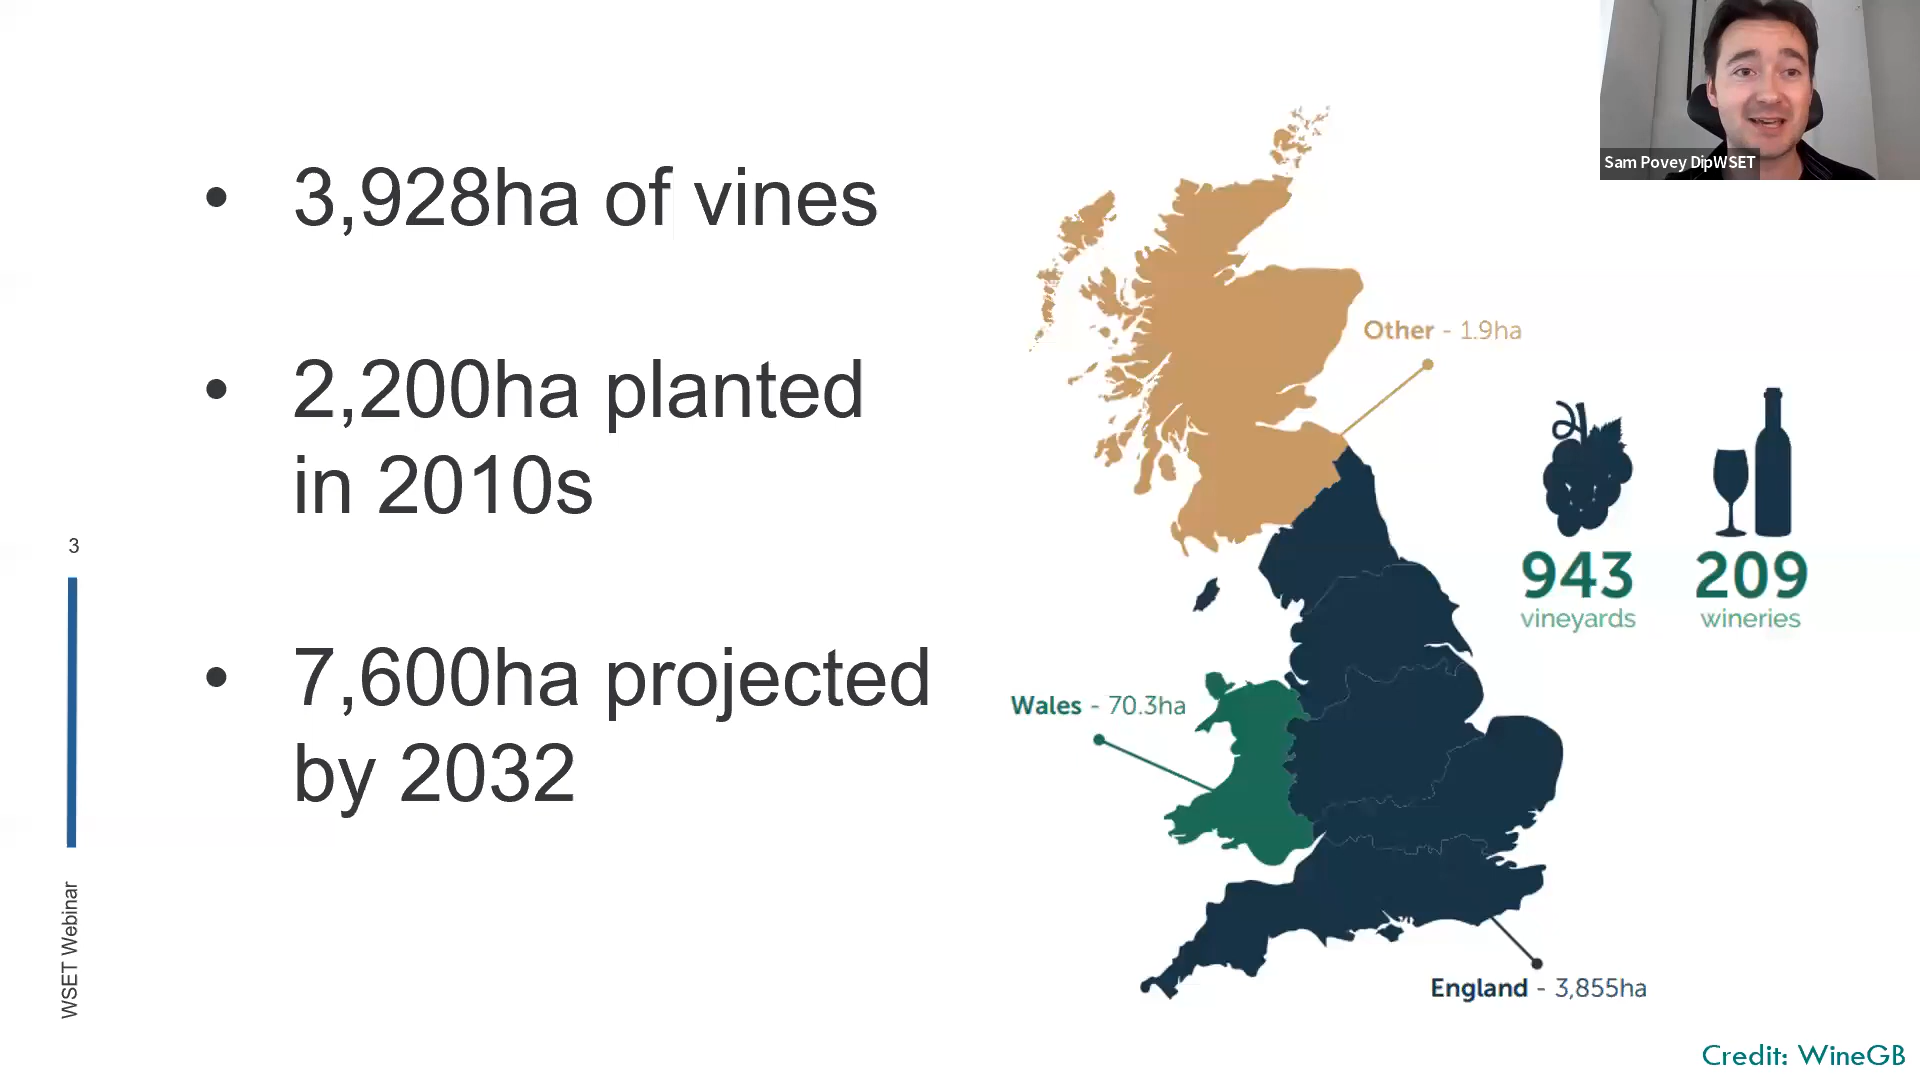 Sam Povey DipWSET
• 3,928ha of vines
• 2,200ha planted
in 2010s
• 7,600ha projected
by 2032
3
WSET Webinar
Other - 1.9ha
943
vineyards
209
wineries
Wales - 70.3ha
England - 3,855ha
Credit: WineGB